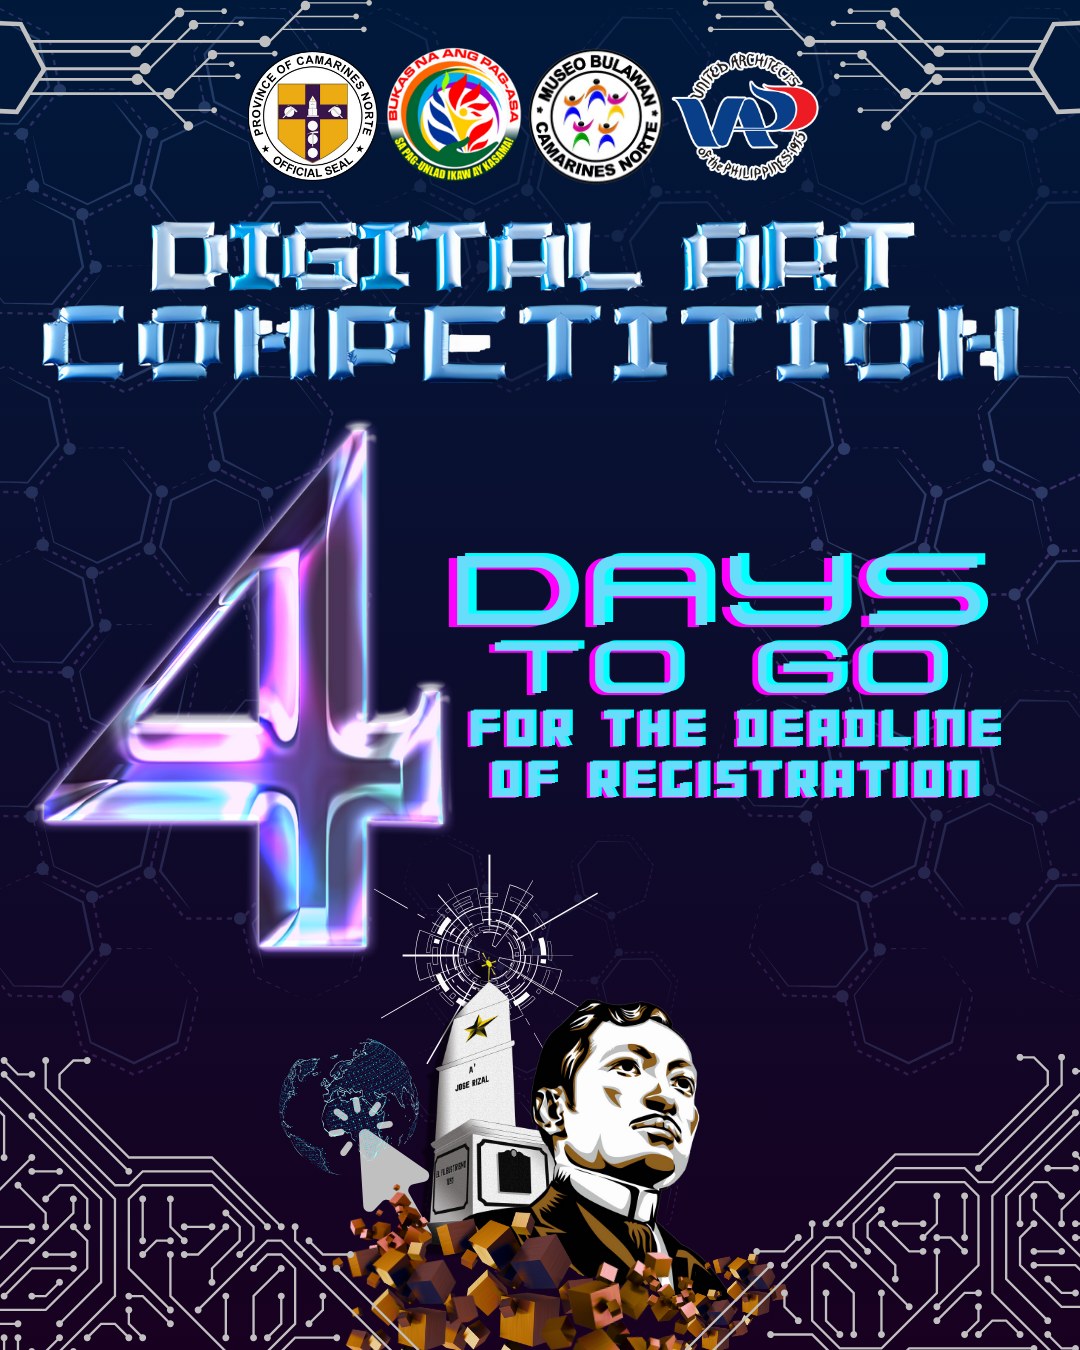 PROVINCE OF CAMARINES NORTE
★ OFFICIAL SEAL ★
BUKAS NA ANG PAG-ASA
SA PAG-UNLAD IKAW AY KASAMA!
★ MUSEO BULAWAN ★
CAMARINES NORTE
UNITED ARCHITECTS
UAP
of the PHILIPPINES·1975
DIGITAL ART
COMPETITION
4
DAYS
TO GO
FOR THE DEADLINE
OF REGISTRATION
A'
JOSE RIZAL